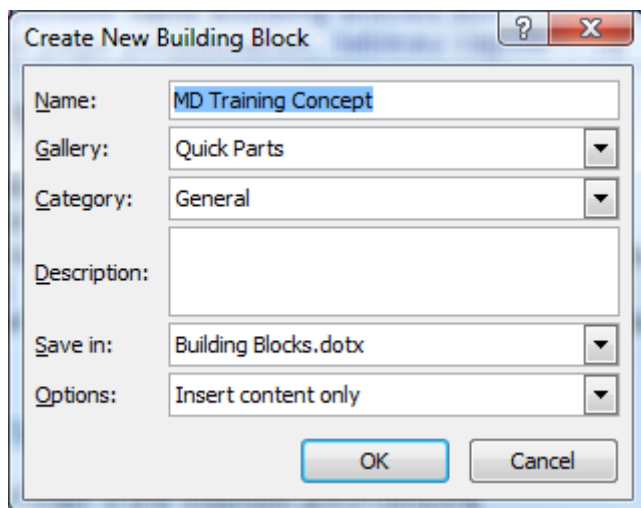 Create New Building Block
Name: MD Training Concept
Gallery: Quick Parts
Category: General
Description:
Save in: Building Blocks.dotx
Options: Insert content only
OK Cancel